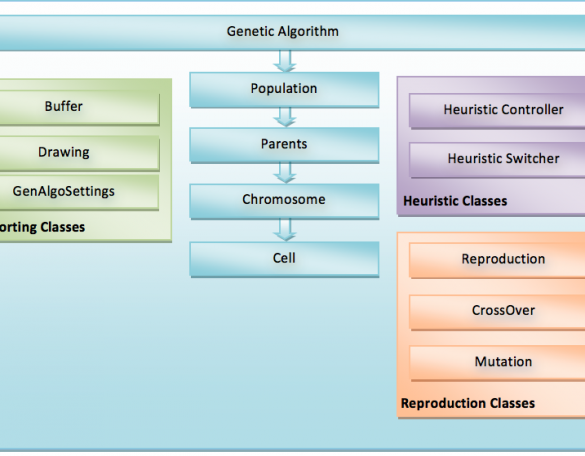 Genetic Algorithm
Population
Parents
Chromosome
Cell
Buffer
Drawing
GenAlgoSettings
orting Classes
Heuristic Controller
Heuristic Switcher
Heuristic Classes
Reproduction
CrossOver
Mutation
Reproduction Classes